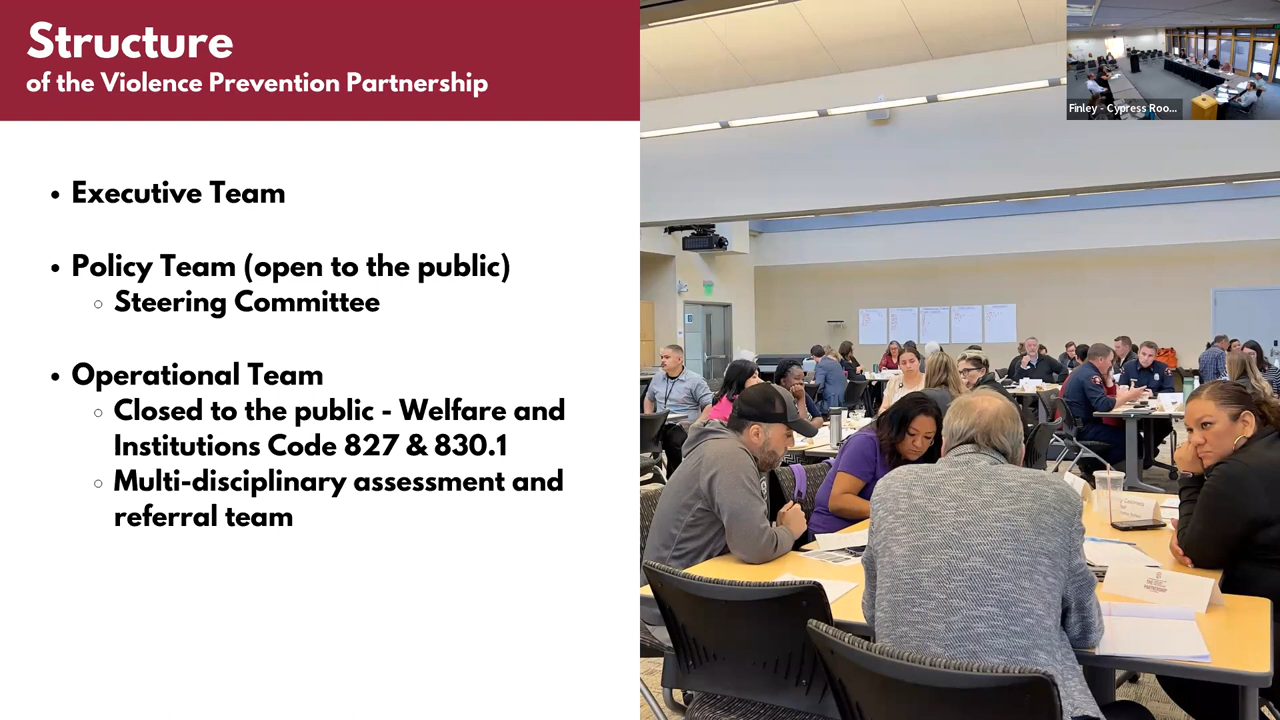 Structure
of the Violence Prevention Partnership
Finley - Cypress Roo...
• Executive Team
• Policy Team (open to the public)
○ Steering Committee
• Operational Team
○ Closed to the public - Welfare and
Institutions Code 827 & 830.1
○ Multi-disciplinary assessment and
referral team